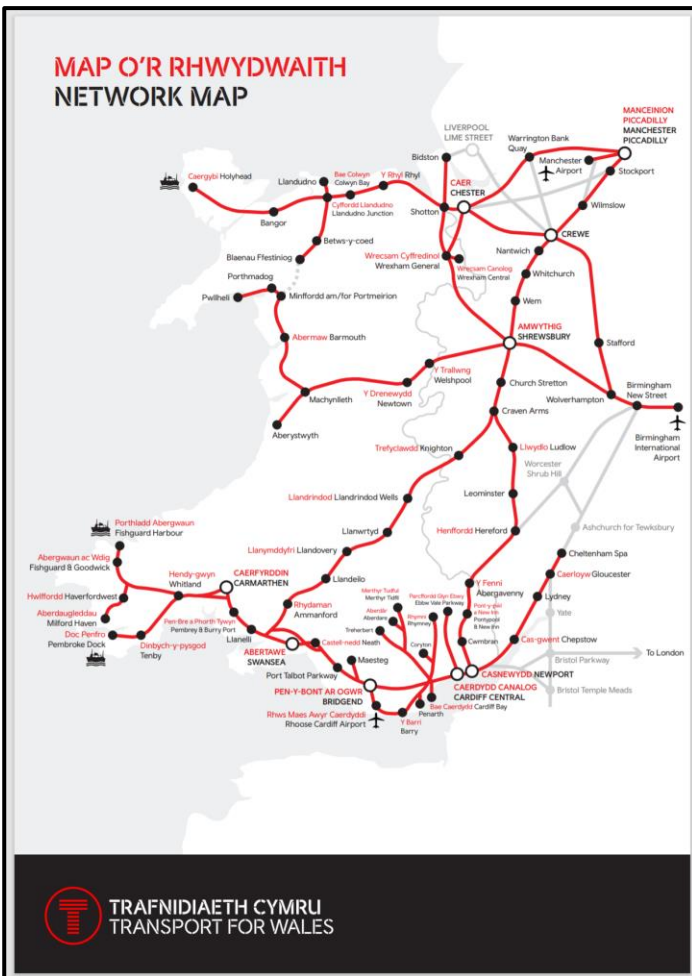 MAP O'R RHWYDWAITH
NETWORK MAP
LIVERPOOL
LIME STREET
MANCEINION
PICCADILLY
MANCHESTER
PICCADILLY
Warrington Bank
Quay
Manchester
Airport
Stockport
Bidston
Caergybi Holyhead
Llandudno
Bae Colwyn
Colwyn Bay
Y Rhyl Rhyl
CAER
CHESTER
Cyffordd Llandudno
Llandudno Junction
Shotton
Wilmslow
Bangor
CREWE
Betws-y-coed
Nantwich
Wrecsam Cyffredinol
Wrexham General
Wrecsam Canolog
Wrexham Central
Blaenau Ffestiniog
Whitchurch
Porthmadog
Pwllheli
Minffordd am/for Portmeirion
Wem
AMWYTHIG
SHREWSBURY
Abermaw Barmouth
Stafford
Y Trallwng
Welshpool
Church Stretton
Machynlleth
Y Drenewydd
Newtown
Wolverhampton
Birmingham
New Street
Craven Arms
Aberystwyth
Birmingham
International
Airport
Trefyclawdd Knighton
Llwydlo Ludlow
Worcester
Shrub Hill
Llandrindod Llandrindod Wells
Leominster
Porthladd Abergwaun
Fishguard Harbour
Llanwrtyd
Henffordd Hereford
Ashchurch for Tewksbury
Llanymddyfri Llandovery
Cheltenham Spa
Abergwaun ac Wdig
Fishguard & Goodwick
Hendy-gwyn
Whitland
CAERFYRDDIN
CARMARTHEN
Llandeilo
Y Fenni
Abergavenny
Caerloyw Gloucester
Hwlffordd Haverfordwest
Merthyr Tudful
Merthyr Tydfil
Parcffordd Glyn Ebwy
Ebbw Vale Parkway
Lydney
Aberdaugleddau
Milford Haven
Rhydaman
Ammanford
Aberdâr
Aberdare
Rhymni
Rhymney
Pont-y-pŵl
a New Inn
Pontypool
& New Inn
Yate
Pen-Bre a Phorth Tywyn
Pembrey & Burry Port
Treherbert
Doc Penfro
Pembroke Dock
Dinbych-y-pysgod
Tenby
Llanelli
Castell-nedd Neath
Coryton
Cwmbran
Cas-gwent Chepstow
ABERTAWE
SWANSEA
Maesteg
Bristol Parkway
To London
Port Talbot Parkway
CASNEWYDD NEWPORT
PEN-Y-BONT AR OGWR
BRIDGEND
CAERDYDD CANALOG
CARDIFF CENTRAL
Bristol Temple Meads
Bae Caerdydd Cardiff Bay
Penarth
Rhws Maes Awyr Caerdydd
Rhoose Cardiff Airport
Y Barri
Barry
TRAFNIDIAETH CYMRU
TRANSPORT FOR WALES